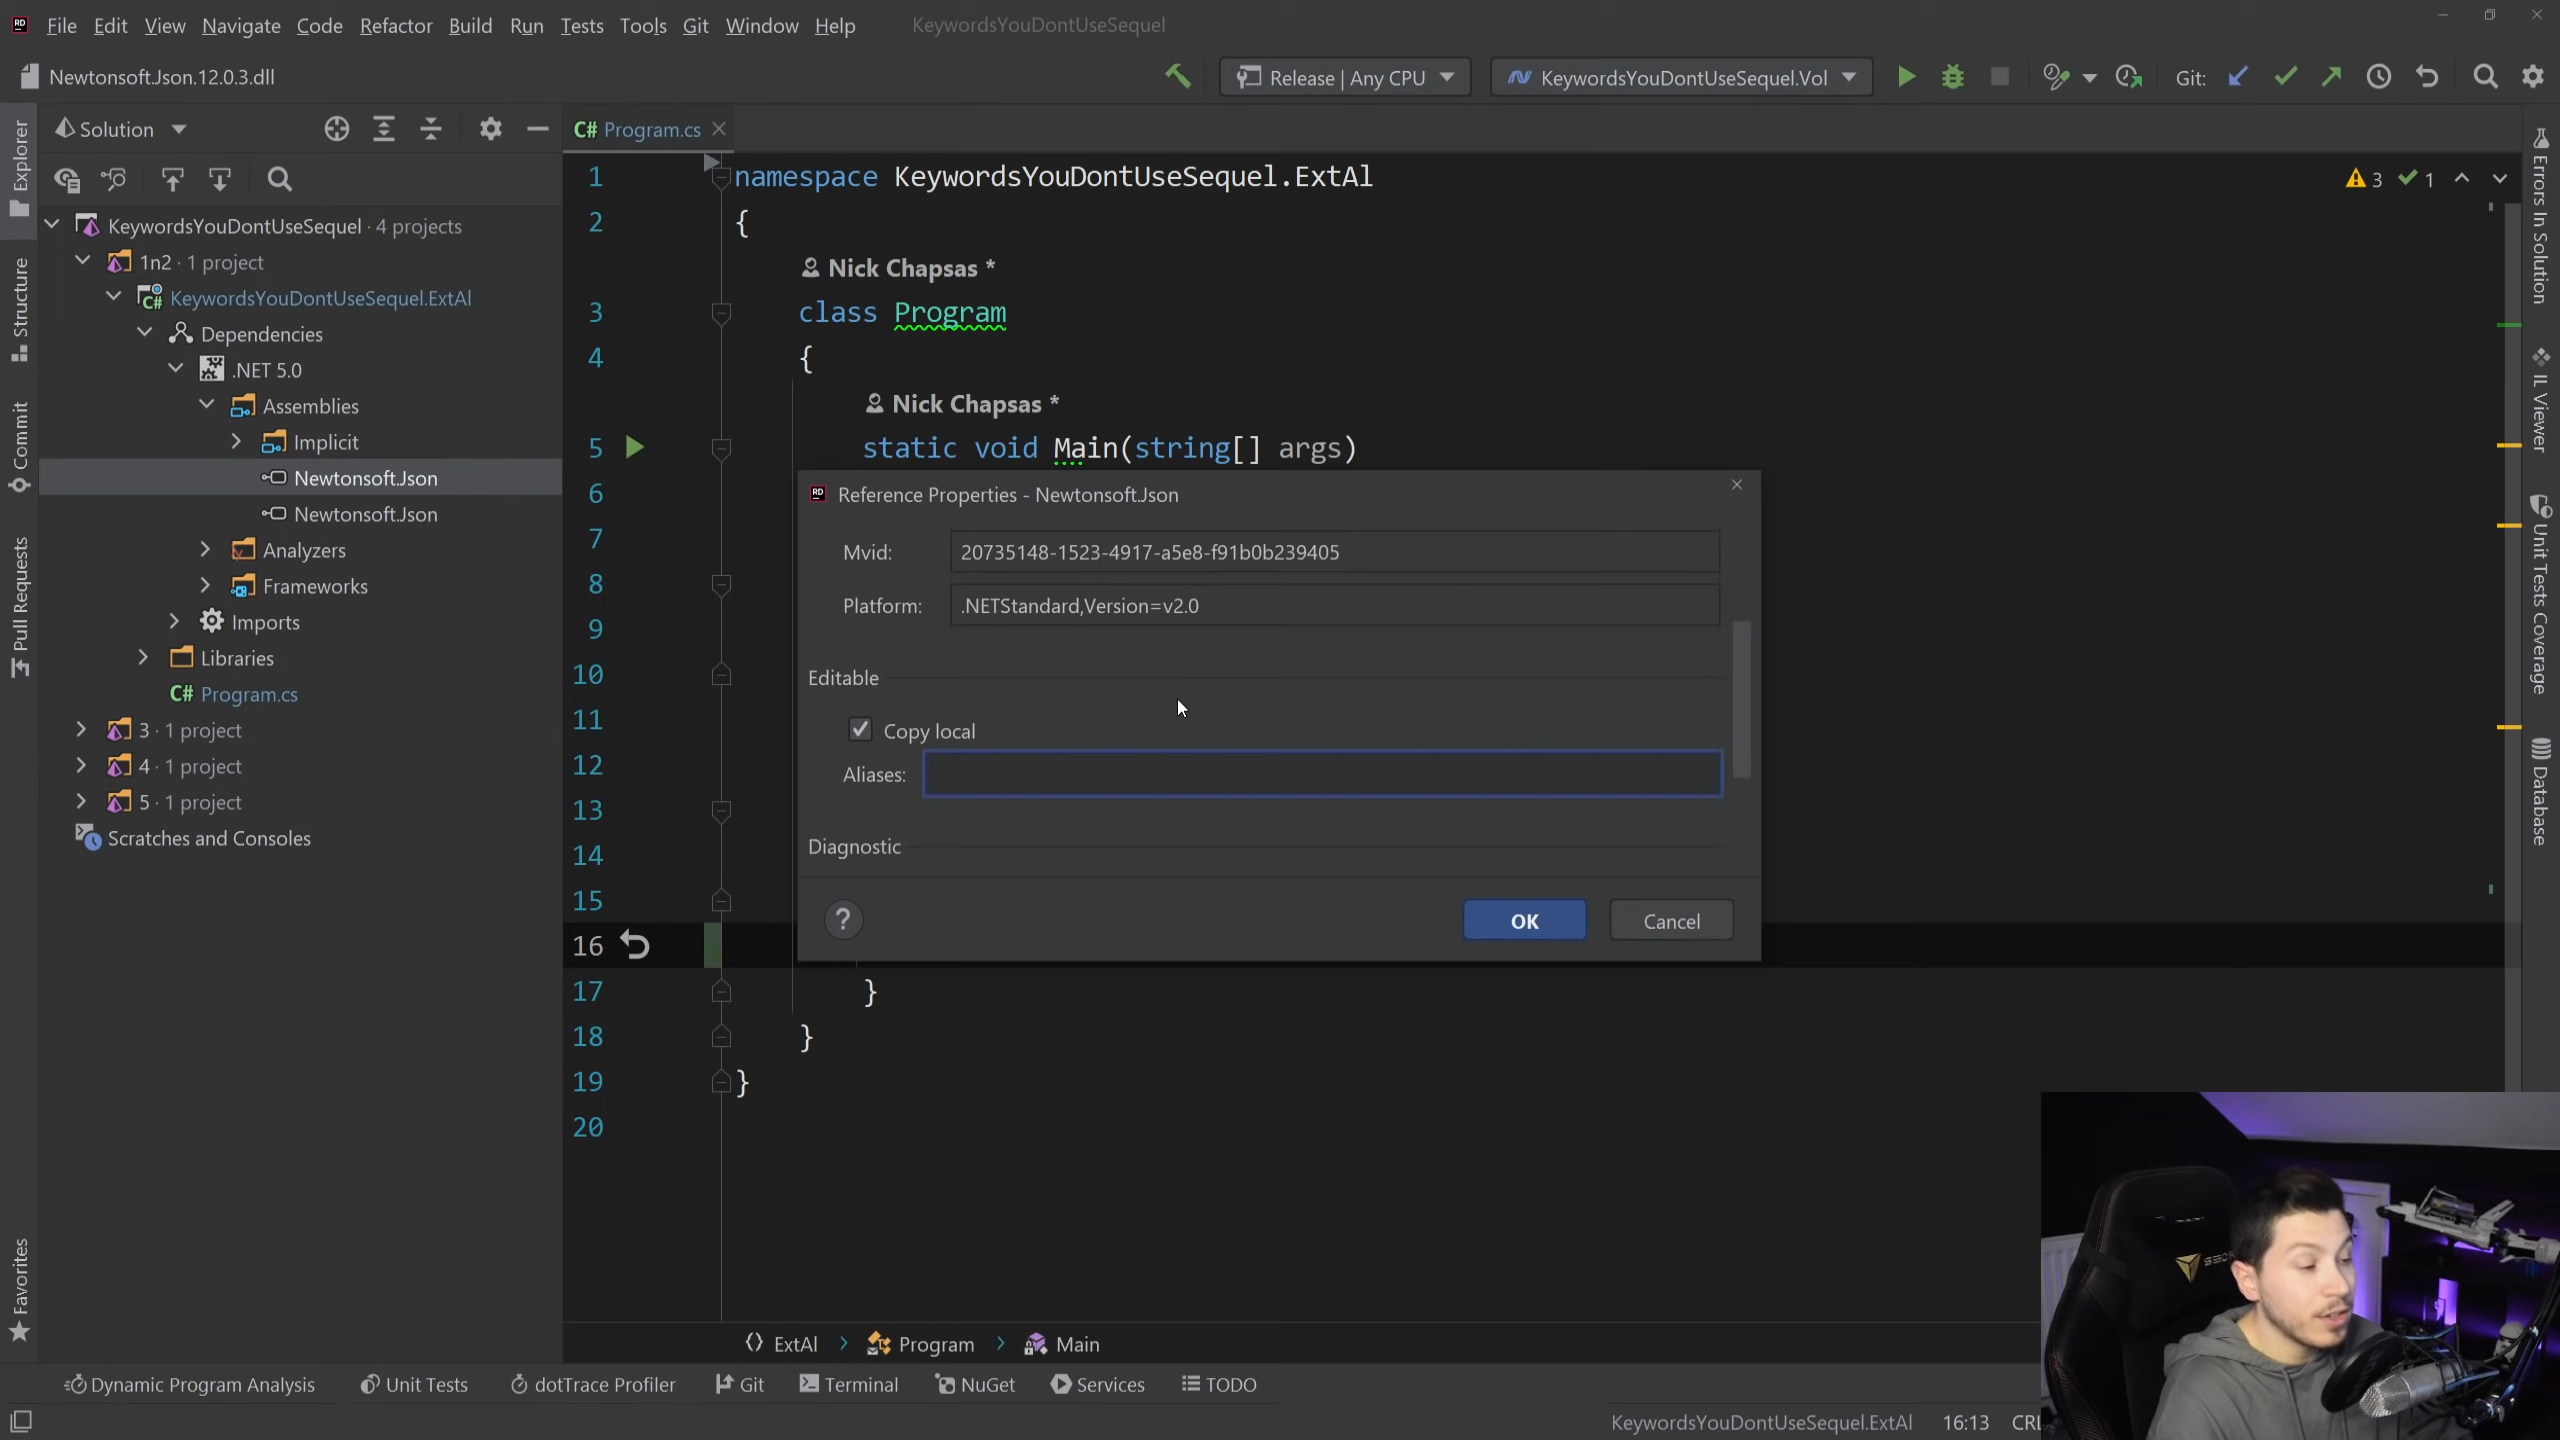 File Edit View Navigate Code Refactor Build Run Tests Tools Git Window Help KeywordsYouDontUseSequel
Newtonsoft.Json.12.0.3.dll
Release | Any CPU
KeywordsYouDontUseSequel.Vol
Git:
Explorer
Structure
Commit
Pull Requests
Favorites
Solution
KeywordsYouDontUseSequel · 4 projects
1n2 · 1 project
KeywordsYouDontUseSequel.ExtAl
Dependencies
.NET 5.0
Assemblies
Implicit
Newtonsoft.Json
Newtonsoft.Json
Analyzers
Frameworks
Imports
Libraries
C# Program.cs
3 · 1 project
4 · 1 project
5 · 1 project
Scratches and Consoles
C# Program.cs
3 1
1 namespace KeywordsYouDontUseSequel.ExtAl
2 {
Nick Chapsas *
3 class Program
4 {
Nick Chapsas *
5 static void Main(string[] args)
6
7
8
9
10
11
12
13
14
15
16
17 }
18 }
19 }
20
Reference Properties - Newtonsoft.Json
Mvid: 20735148-1523-4917-a5e8-f91b0b239405
Platform: .NETStandard,Version=v2.0
Editable
Copy local
Aliases:
Diagnostic
?
OK
Cancel
Errors In Solution
IL Viewer
Unit Tests Coverage
Database
ExtAl Program Main
Dynamic Program Analysis Unit Tests dotTrace Profiler Git Terminal NuGet Services TODO
KeywordsYouDontUseSequel.ExtAl 16:13